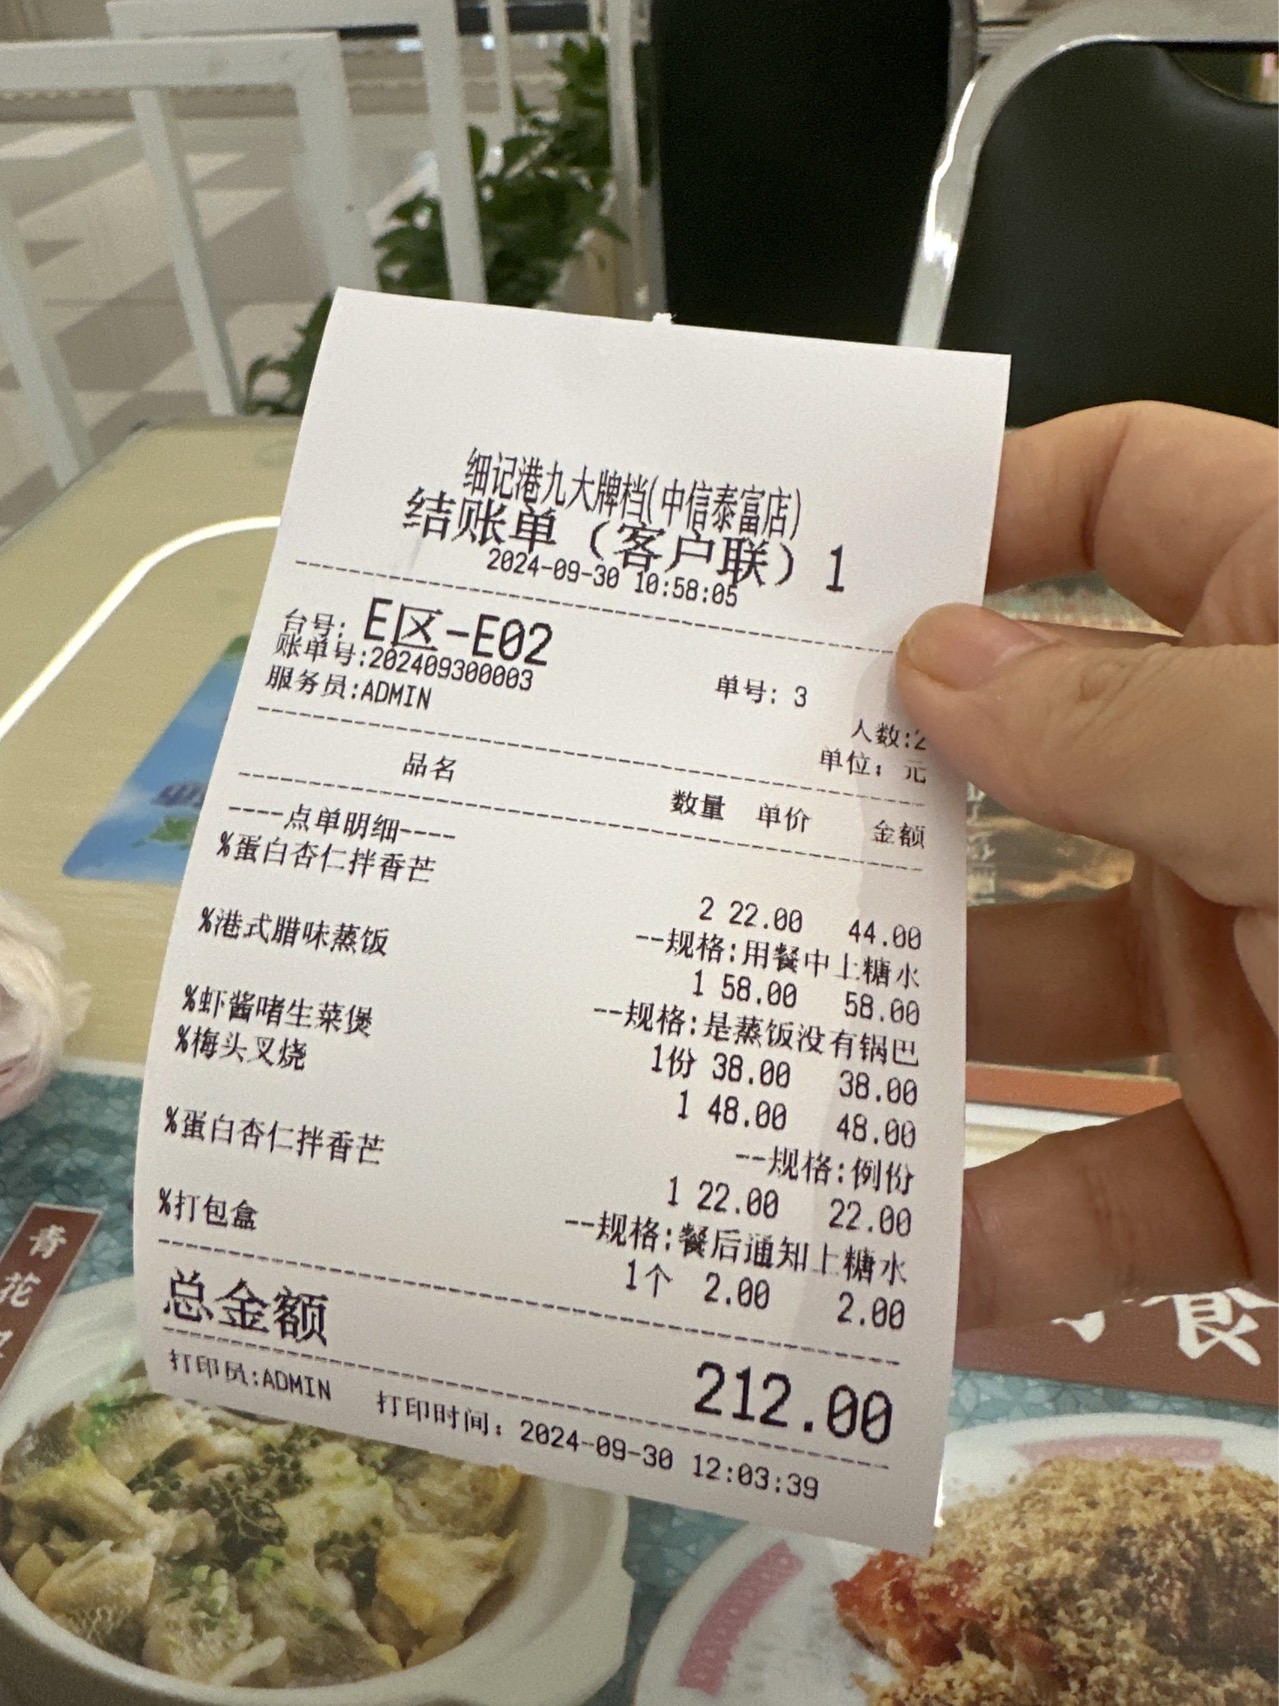 细记港九大牌档(中信泰富店)
结账单（客户联）1
2024-09-30 10:58:05
台号: E区-E02
单号: 3
账单号:202409300003
人数:2
服务员:ADMIN
单位: 元
品名 数量 单价 金额
----点单明细----
%蛋白杏仁拌香芒
2 22.00 44.00
--规格:用餐中上糖水
%港式腊味蒸饭
1 58.00 58.00
--规格:是蒸饭没有锅巴
%虾酱啫生菜煲
1份 38.00 38.00
%梅头叉烧
1 48.00 48.00
--规格:例份
%蛋白杏仁拌香芒
1 22.00 22.00
--规格:餐后通知上糖水
%打包盒
1个 2.00 2.00
总金额
212.00
打印员:ADMIN 打印时间: 2024-09-30 12:03:39
青花
食